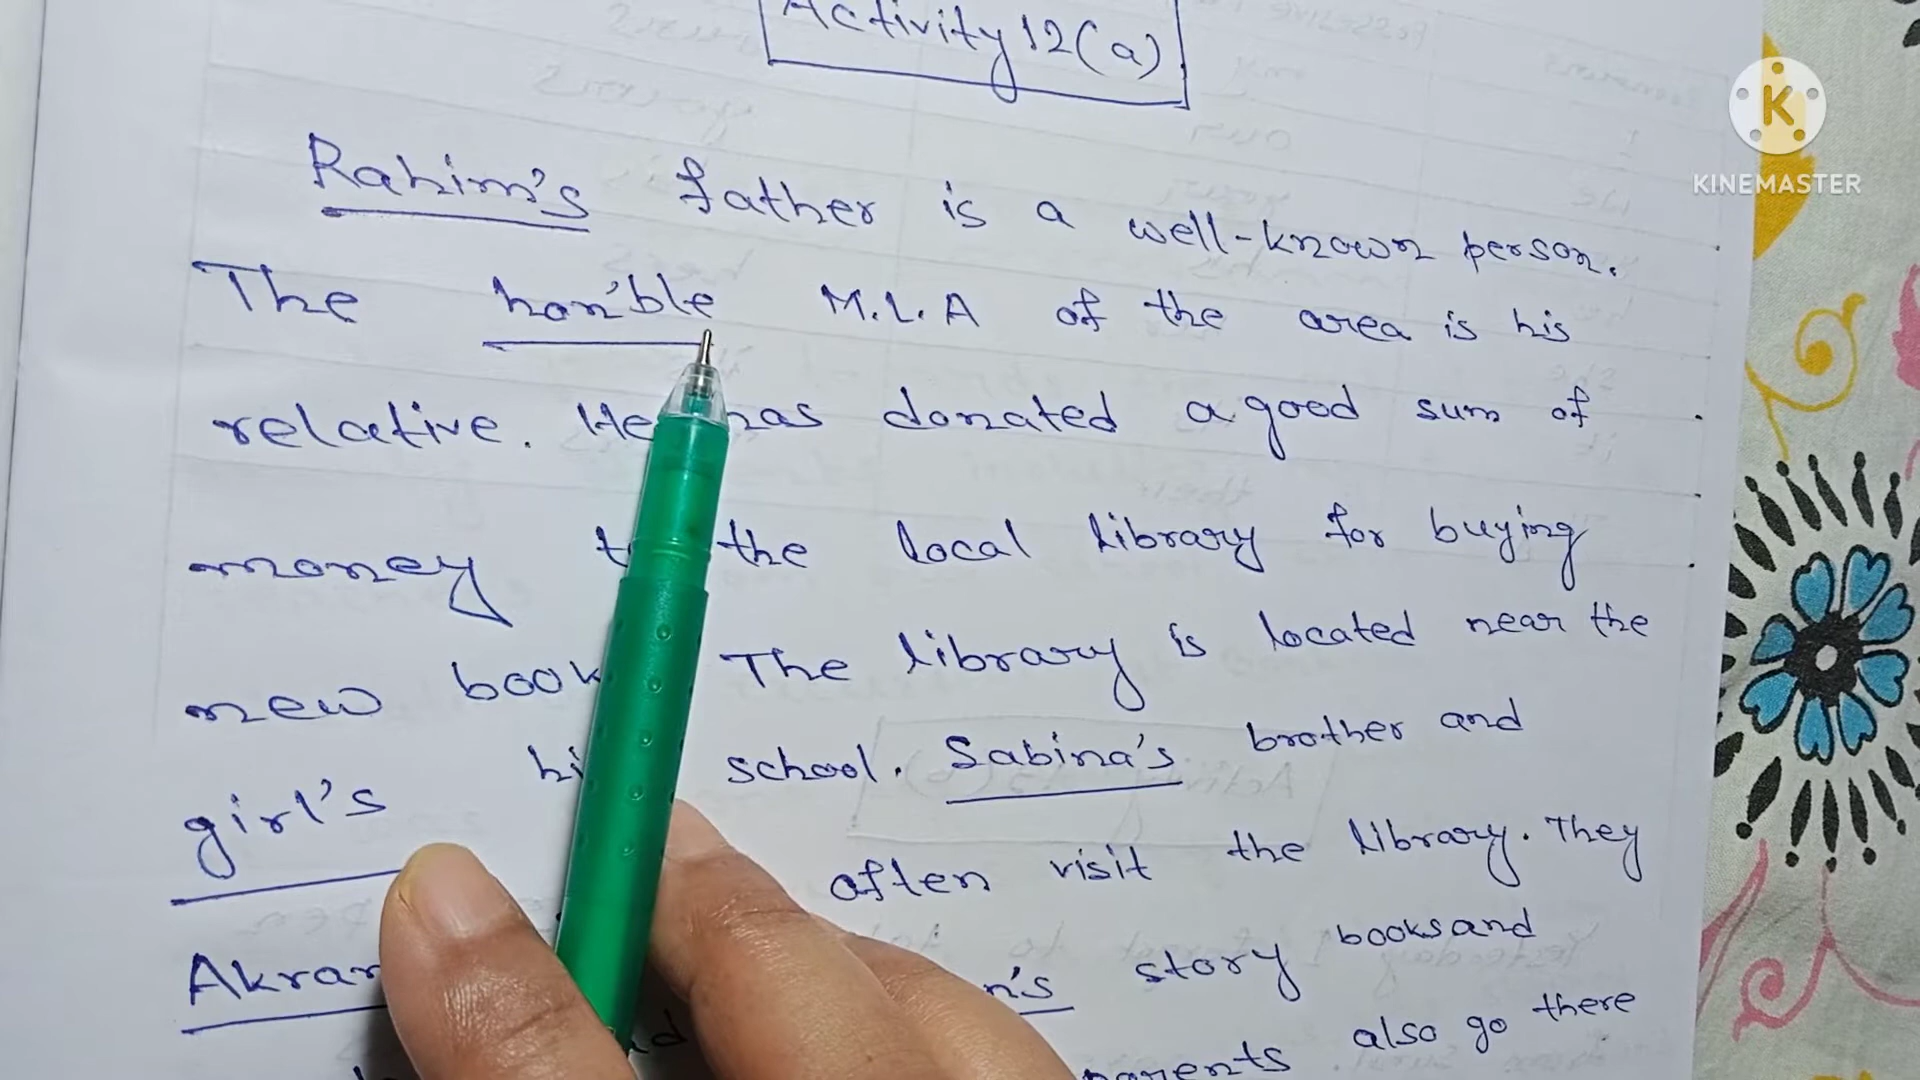 Activity 12(a)
KINEMASTER
Rahim's father is a well-known person.
The hon'ble M.L.A of the area is his
relative. He has donated a good sum of
money the local library for buying
new book The library is located near the
girl's school. Sabina's brother and
often visit the library. They
story books and
also go there